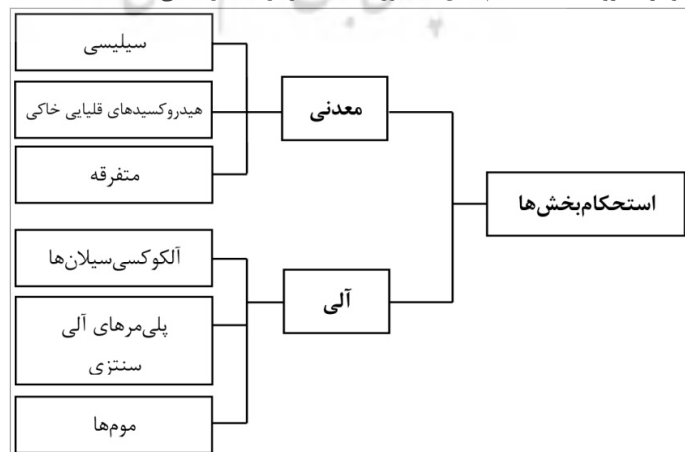 سیلیسی
هیدروکسیدهای قلیایی خاکی
معدنی
متفرقه
استحکام‌بخش‌ها
آلکوکسی‌سیلان‌ها
آلی
پلی‌مرهای آلی
سنتزی
موم‌ها